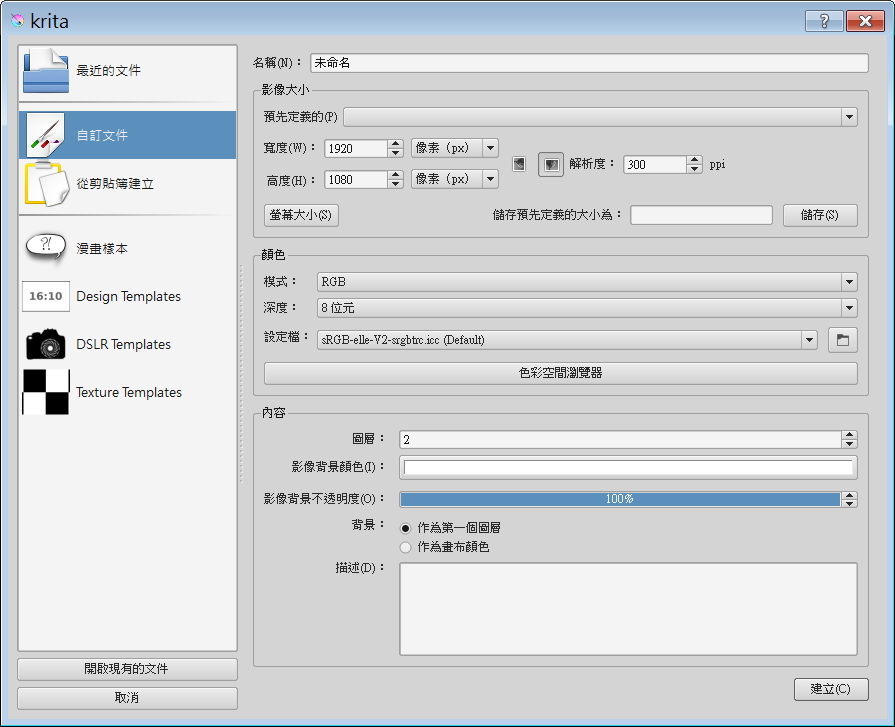 krita
最近的文件
自訂文件
從剪貼簿建立
?!
漫畫樣本
16:10
Design Templates
DSLR Templates
Texture Templates
開啟現有的文件
取消
名稱(N)： 未命名
影像大小
預先定義的(P)
寬度(W)： 1920 像素 (px)
高度(H)： 1080 像素 (px)
解析度： 300 ppi
螢幕大小(S)
儲存預先定義的大小為： 儲存(S)
顏色
模式： RGB
深度： 8 位元
設定檔： sRGB-elle-V2-srgbtrc.icc (Default)
色彩空間瀏覽器
內容
圖層： 2
影像背景顏色(I)：
影像背景不透明度(O)： 100%
背景： 作為第一個圖層
作為畫布顏色
描述(D)：
建立(C)